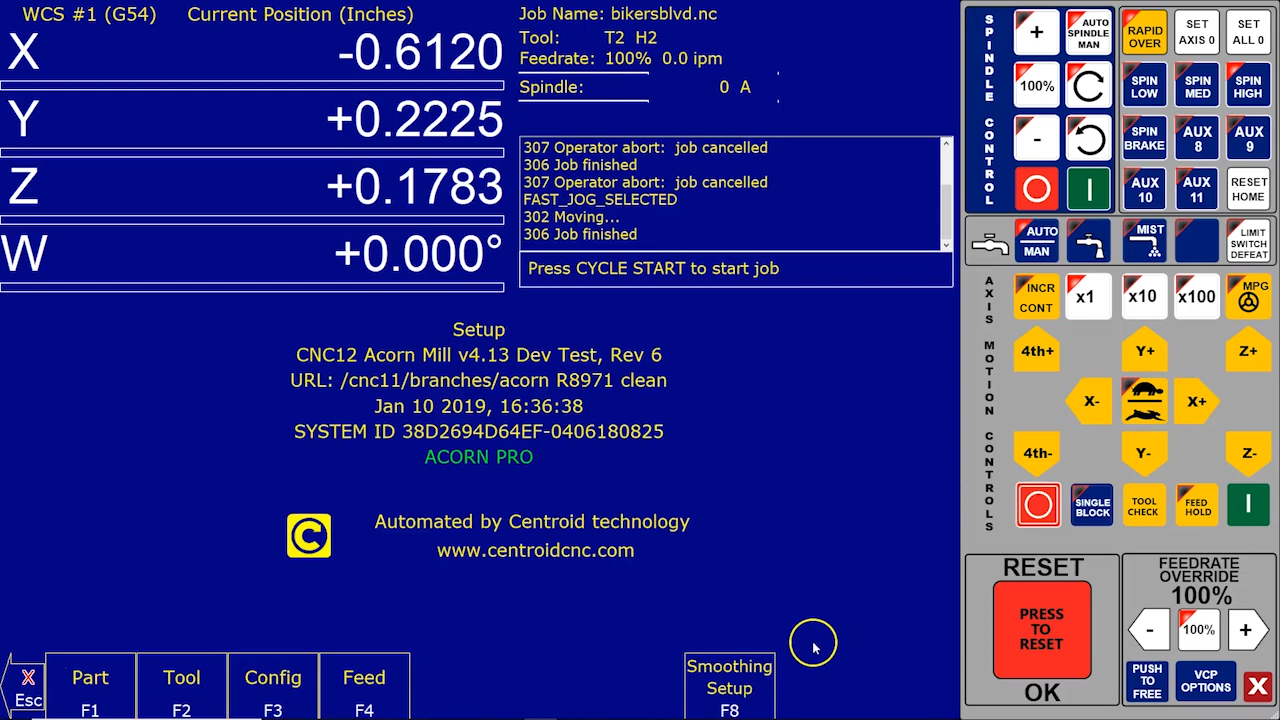 WCS #1 (G54) Current Position (Inches)
X -0.6120
Y +0.2225
Z +0.1783
W +0.000°
Job Name: bikersblvd.nc
Tool: T2 H2
Feedrate: 100% 0.0 ipm
Spindle: 0 A
307 Operator abort: job cancelled
306 Job finished
307 Operator abort: job cancelled
FAST_JOG_SELECTED
302 Moving...
306 Job finished
Press CYCLE START to start job
Setup
CNC12 Acorn Mill v4.13 Dev Test, Rev 6
URL: /cnc11/branches/acorn R8971 clean
Jan 10 2019, 16:36:38
SYSTEM ID 38D2694D64EF-0406180825
ACORN PRO
C
Automated by Centroid technology
www.centroidcnc.com
X
Esc
Part
F1
Tool
F2
Config
F3
Feed
F4
Smoothing
Setup
F8
SPINDLE CONTROL
+
AUTO
SPINDLE
MAN
100%
-
RAPID
OVER
SET
AXIS 0
SET
ALL 0
SPIN
LOW
SPIN
MED
SPIN
HIGH
SPIN
BRAKE
AUX
8
AUX
9
AUX
10
AUX
11
RESET
HOME
AUTO
MAN
MIST
LIMIT
SWITCH
DEFEAT
AXIS MOTION CONTROLS
INCR
CONT
x1
x10
x100
MPG
4th+
Y+
Z+
X-
X+
4th-
Y-
Z-
SINGLE
BLOCK
TOOL
CHECK
FEED
HOLD
RESET
PRESS
TO
RESET
OK
FEEDRATE
OVERRIDE
100%
-
100%
+
PUSH
TO
FREE
VCP
OPTIONS
X